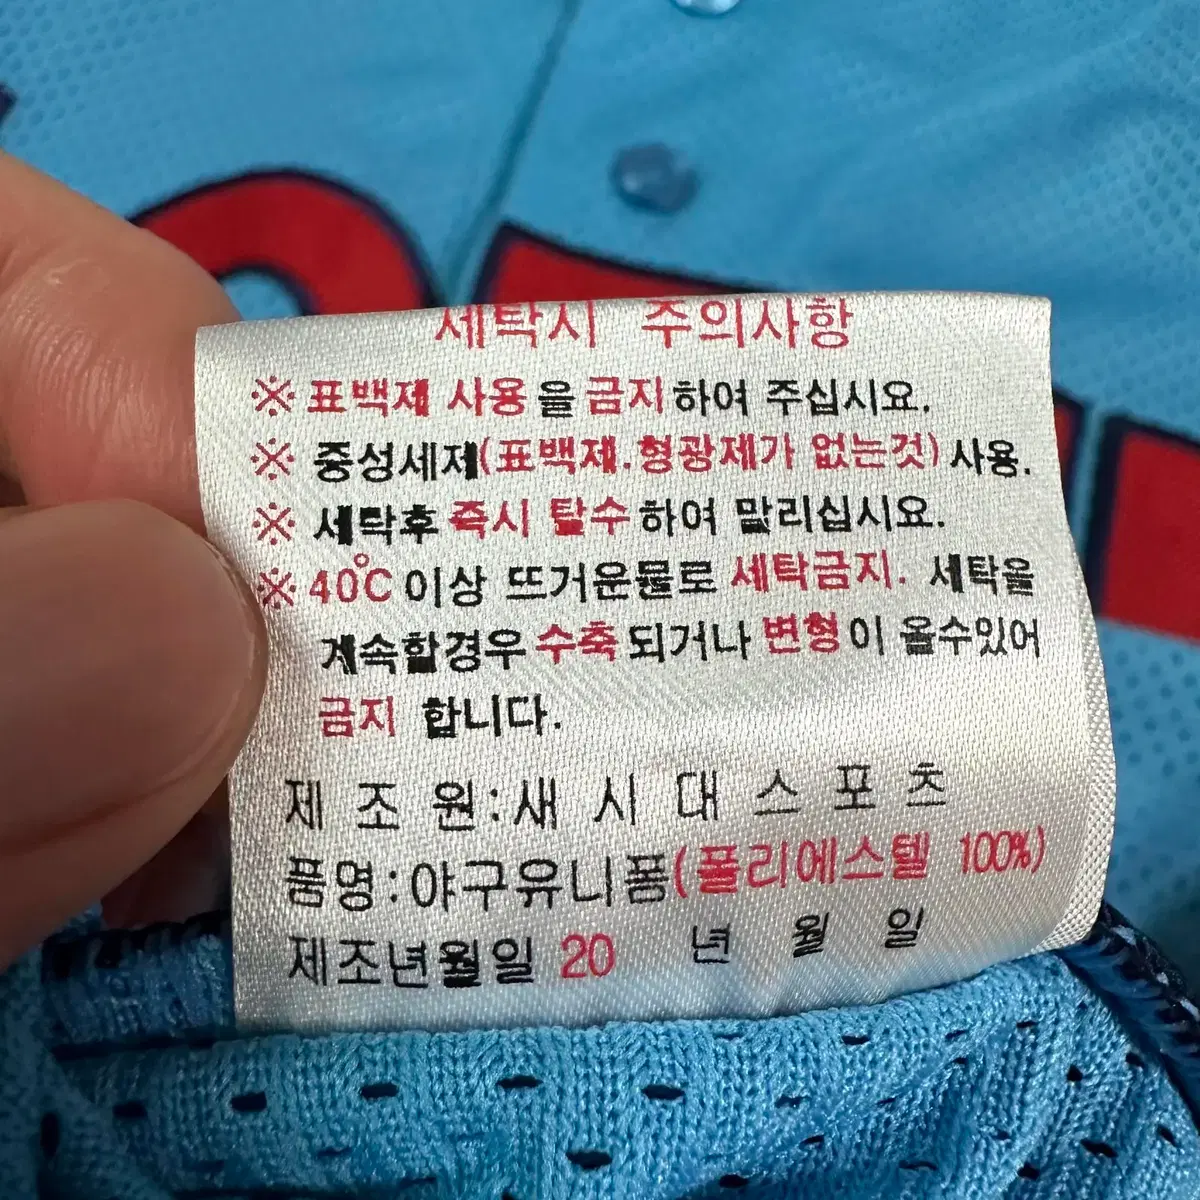 세탁시 주의사항
※ 표백제 사용을 금지하여 주십시요.
※ 중성세제(표백제.형광제가 없는것) 사용.
※ 세탁후 즉시 탈수하여 말리십시요.
※ 40℃ 이상 뜨거운물로 세탁금지. 세탁을
계속할경우 수축되거나 변형이 올수있어
금지 합니다.
제 조 원:새 시 대 스 포 츠
품명:야구유니폼(폴리에스텔 100%)
제조년월일 20 년 월 일